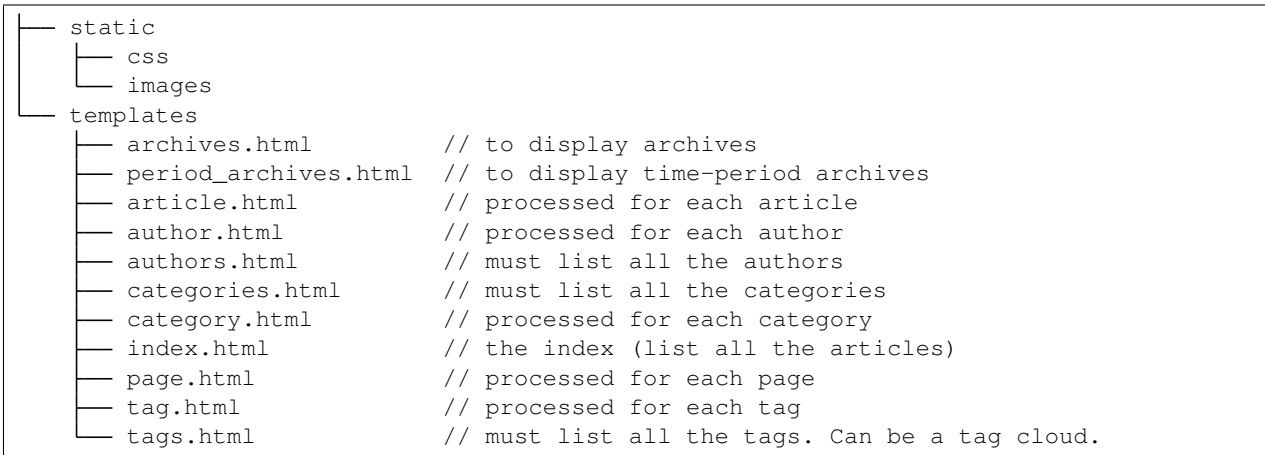 ├── static
│   ├── css
│   └── images
└── templates
    ├── archives.html         // to display archives
    ├── period_archives.html  // to display time-period archives
    ├── article.html          // processed for each article
    ├── author.html           // processed for each author
    ├── authors.html          // must list all the authors
    ├── categories.html       // must list all the categories
    ├── category.html         // processed for each category
    ├── index.html            // the index (list all the articles)
    ├── page.html             // processed for each page
    ├── tag.html              // processed for each tag
    └── tags.html             // must list all the tags. Can be a tag cloud.